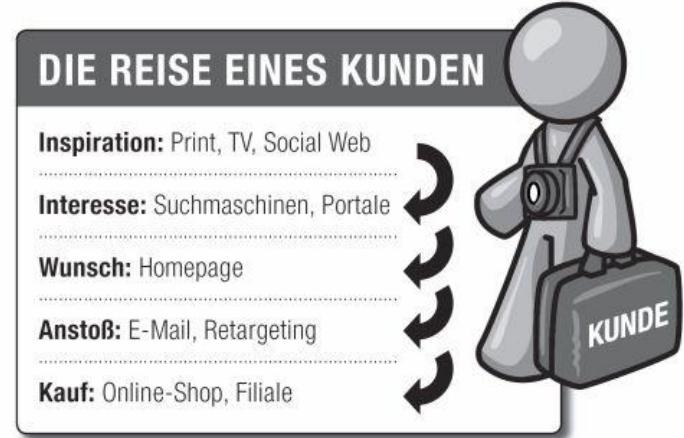 DIE REISE EINES KUNDEN
Inspiration: Print, TV, Social Web
Interesse: Suchmaschinen, Portale
Wunsch: Homepage
Anstoß: E-Mail, Retargeting
Kauf: Online-Shop, Filiale
KUNDE